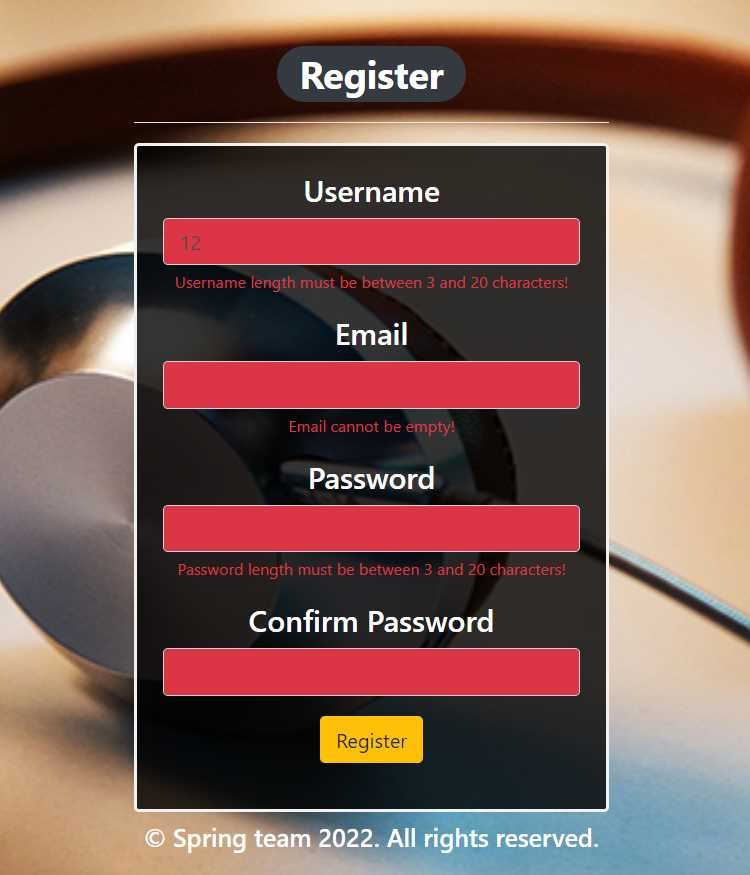 Register
Username
12
Username length must be between 3 and 20 characters!
Email
Email cannot be empty!
Password
Password length must be between 3 and 20 characters!
Confirm Password
Register
© Spring team 2022. All rights reserved.